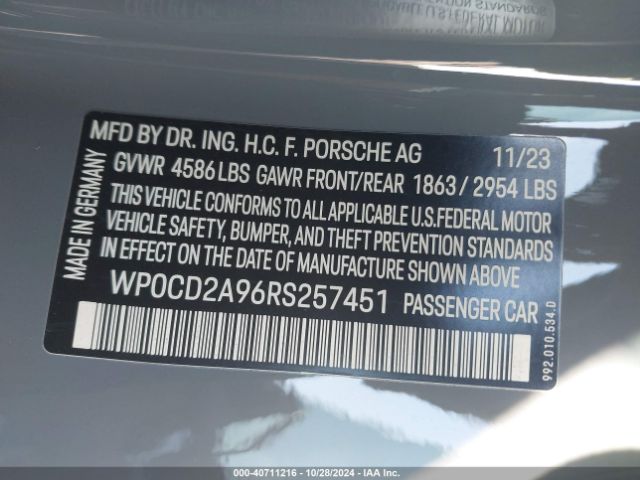 MFD BY DR. ING. H.C. F. PORSCHE AG 11/23
GVWR 4586 LBS GAWR FRONT/REAR 1863 / 2954 LBS
THIS VEHICLE CONFORMS TO ALL APPLICABLE U.S.FEDERAL MOTOR
VEHICLE SAFETY, BUMPER, AND THEFT PREVENTION STANDARDS
IN EFFECT ON THE DATE OF MANUFACTURE SHOWN ABOVE
WP0CD2A96RS257451 PASSENGER CAR
MADE IN GERMANY
992.010.534.D
000-40711216 | 10/28/2024 - IAA Inc.